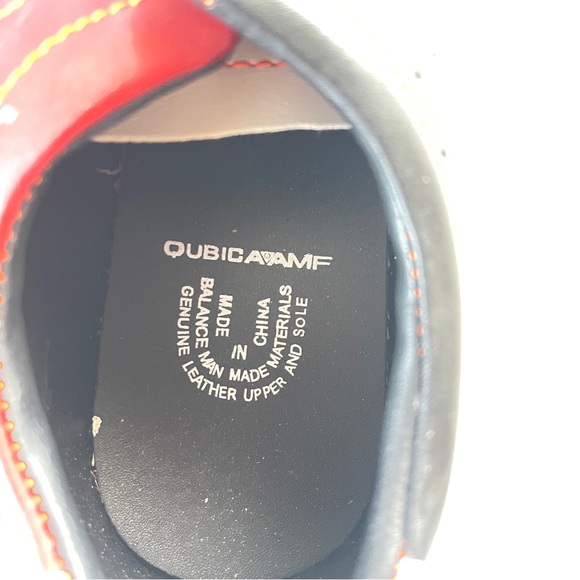 QUBICAAMF
GENUINE LEATHER UPPER AND SOLE
BALANCE MAN MADE MATERIALS
MADE IN CHINA